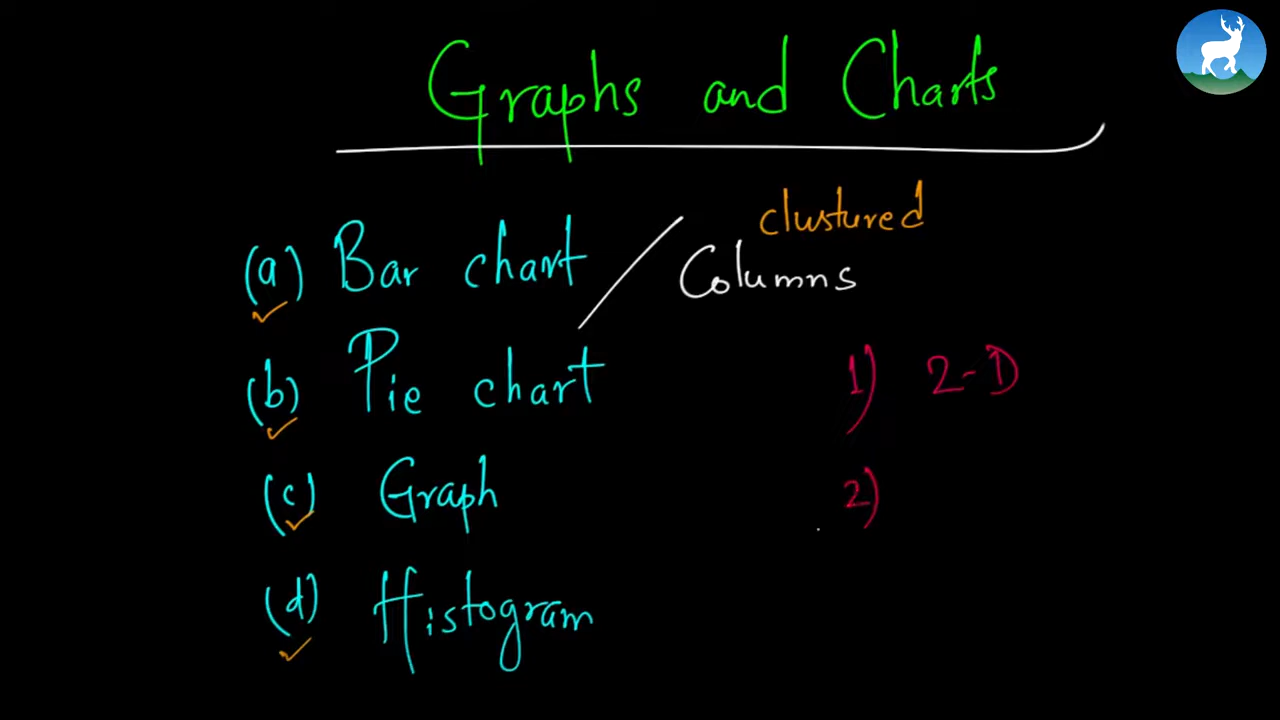 Graphs and Charts
clustured
(a) Bar chart / Columns
(b) Pie chart
1) 2-D
(c) Graph
2)
(d) Histogram